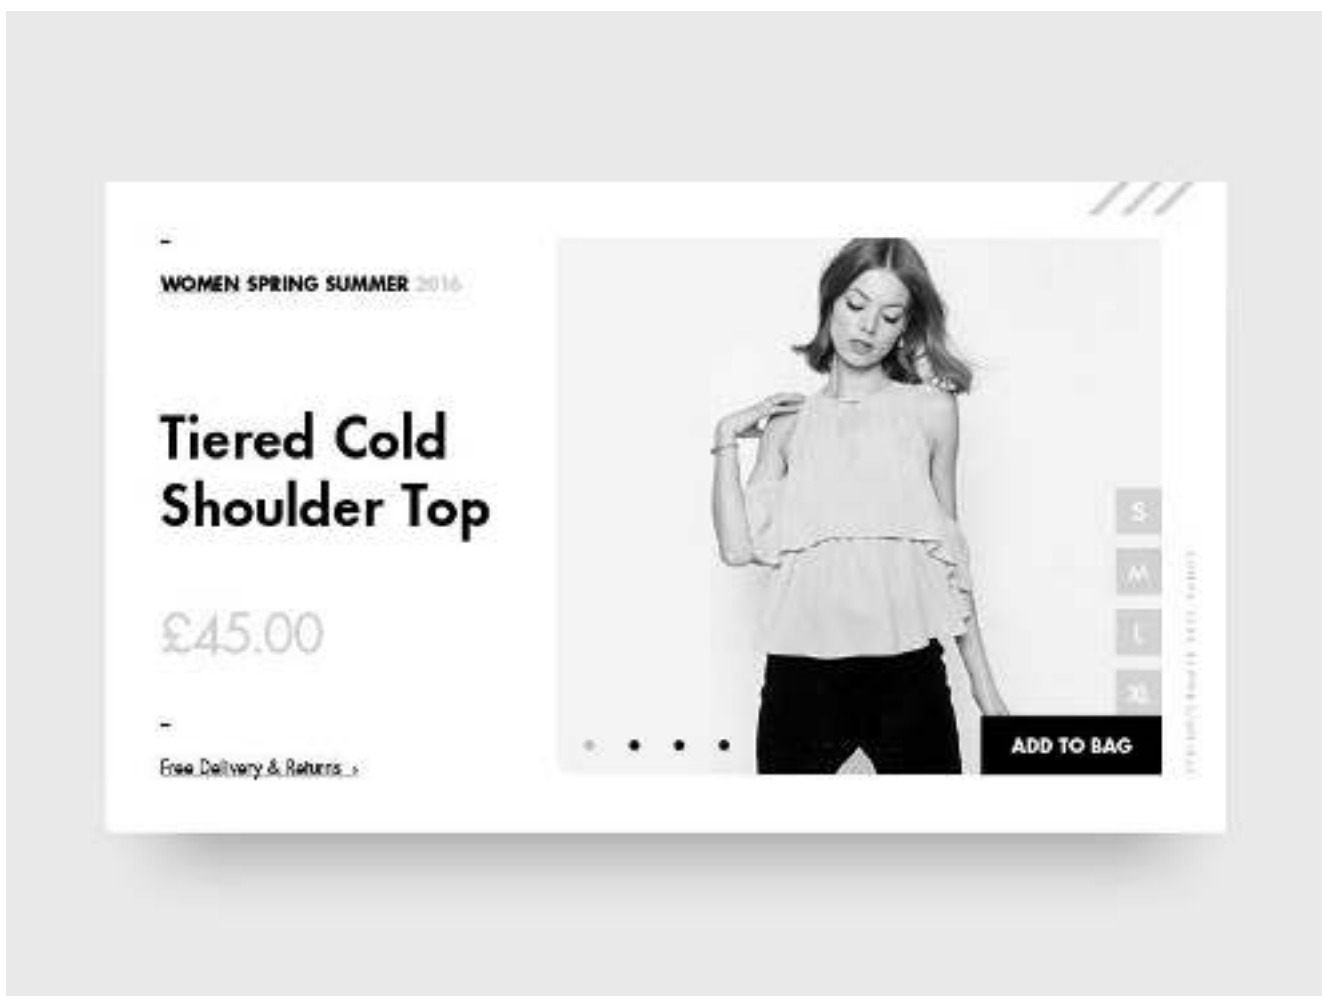 WOMEN SPRING SUMMER 2016
Tiered Cold
Shoulder Top
£45.00
Free Delivery & Returns ›
S
M
L
XL
ADD TO BAG